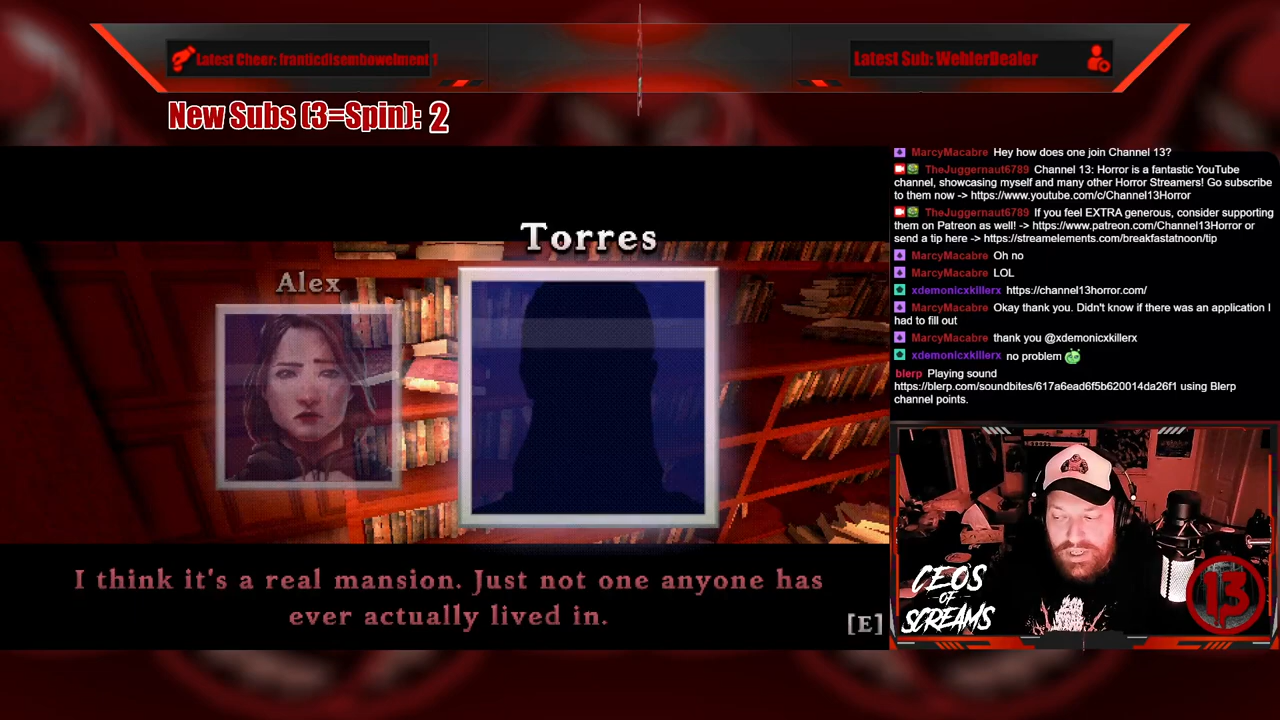 Latest Cheer: franticdisembowelment 1
Latest Sub: WehlerDealer
New Subs (3=Spin): 2
MarcyMacabre Hey how does one join Channel 13?
TheJuggernaut6789 Channel 13: Horror is a fantastic YouTube
channel, showcasing myself and many other Horror Streamers! Go subscribe
to them now -> https://www.youtube.com/c/Channel13Horror
TheJuggernaut6789 If you feel EXTRA generous, consider supporting
them on Patreon as well! -> https://www.patreon.com/Channel13Horror or
send a tip here -> https://streamelements.com/breakfastatnoon/tip
MarcyMacabre Oh no
MarcyMacabre LOL
xdemonicxkillerx https://channel13horror.com/
MarcyMacabre Okay thank you. Didn't know if there was an application I
had to fill out
MarcyMacabre thank you @xdemonicxkillerx
xdemonicxkillerx no problem
blerp Playing sound
https://blerp.com/soundbites/617a6ead6f5b620014da26f1 using Blerp
channel points.
Torres
Alex
I think it's a real mansion. Just not one anyone has
ever actually lived in.
[E]
CEOS
OF
SCREAMS
13